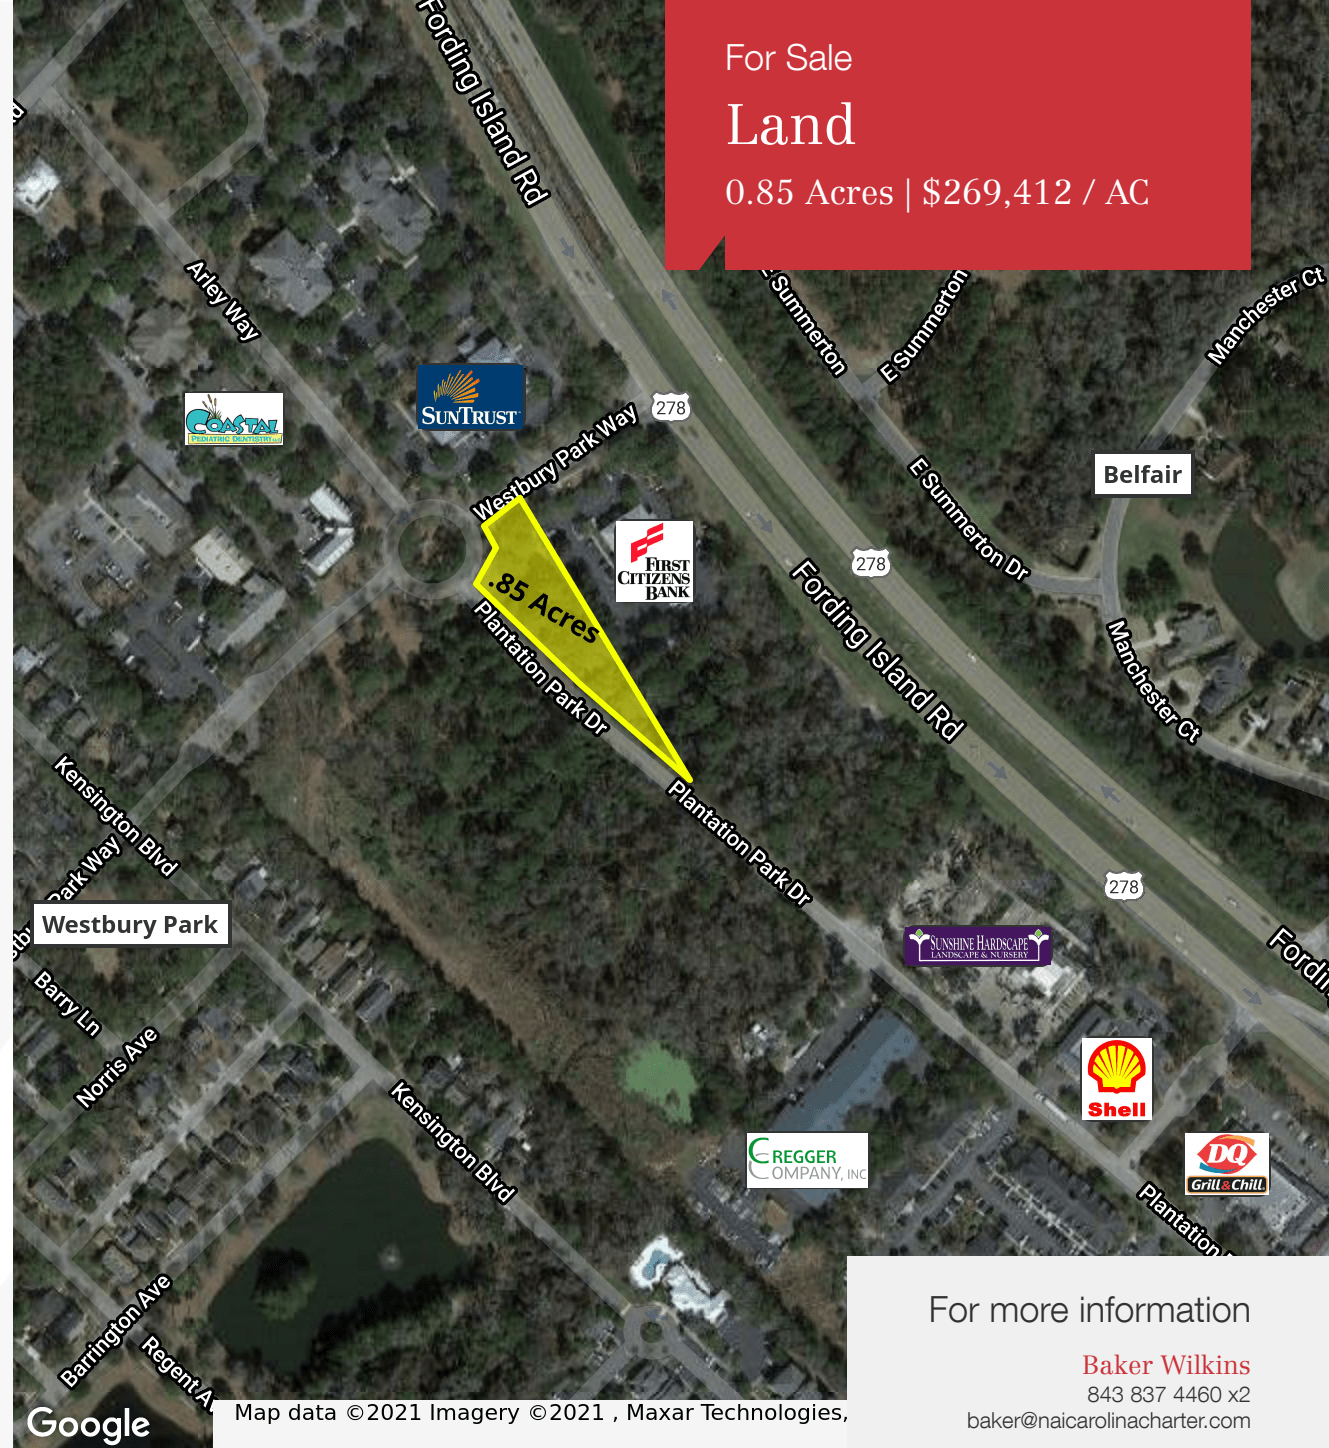 For Sale
Land
0.85 Acres | $269,412 / AC
Fording Island Rd
Arley Way
E Summerton
E Summerton
Manchester Ct
SUNTRUST
COASTAL
PEDIATRIC DENTISTRY, LLC
278
Westbury Park Way
Belfair
E Summerton Dr
278
FIRST
CITIZENS
BANK
.85 Acres
Fording Island Rd
Plantation Park Dr
Manchester Ct
Kensington Blvd
Plantation Park Dr
Park Way
278
Westbury Park
SUNSHINE HARDSCAPE
LANDSCAPE & NURSERY
Barry Ln
Norris Ave
Shell
Kensington Blvd
CREGGER
COMPANY, INC
DQ
Grill & Chill
Plantation
For more information
Barrington Ave
Regent A
Baker Wilkins
843 837 4460 x2
baker@naicarolinacharter.com
Google
Map data ©2021 Imagery ©2021 , Maxar Technologies,